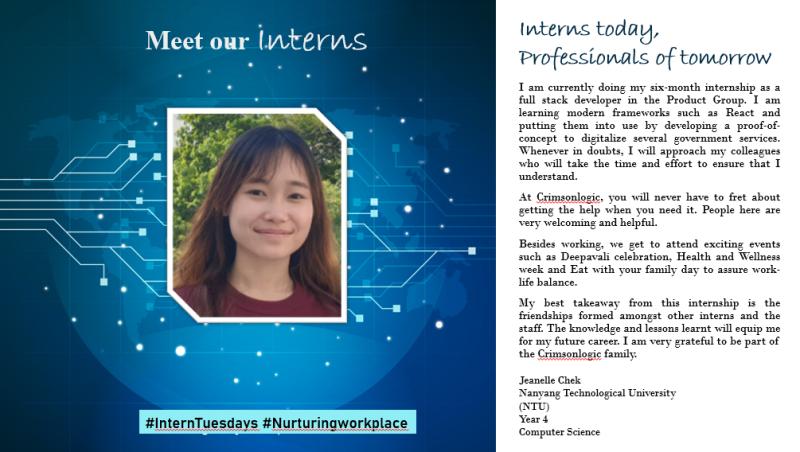 Meet our Interns
#InternTuesdays #Nurturingworkplace
Interns today,
Professionals of tomorrow
I am currently doing my six-month internship as a
full stack developer in the Product Group. I am
learning modern frameworks such as React and
putting them into use by developing a proof-of-
concept to digitalize several government services.
Whenever in doubts, I will approach my colleagues
who will take the time and effort to ensure that I
understand.
At Crimsonlogic, you will never have to fret about
getting the help when you need it. People here are
very welcoming and helpful.
Besides working, we get to attend exciting events
such as Deepavali celebration, Health and Wellness
week and Eat with your family day to assure work-
life balance.
My best takeaway from this internship is the
friendships formed amongst other interns and the
staff. The knowledge and lessons learnt will equip me
for my future career. I am very grateful to be part of
the Crimsonlogic family.
Jeanelle Chek
Nanyang Technological University
(NTU)
Year 4
Computer Science